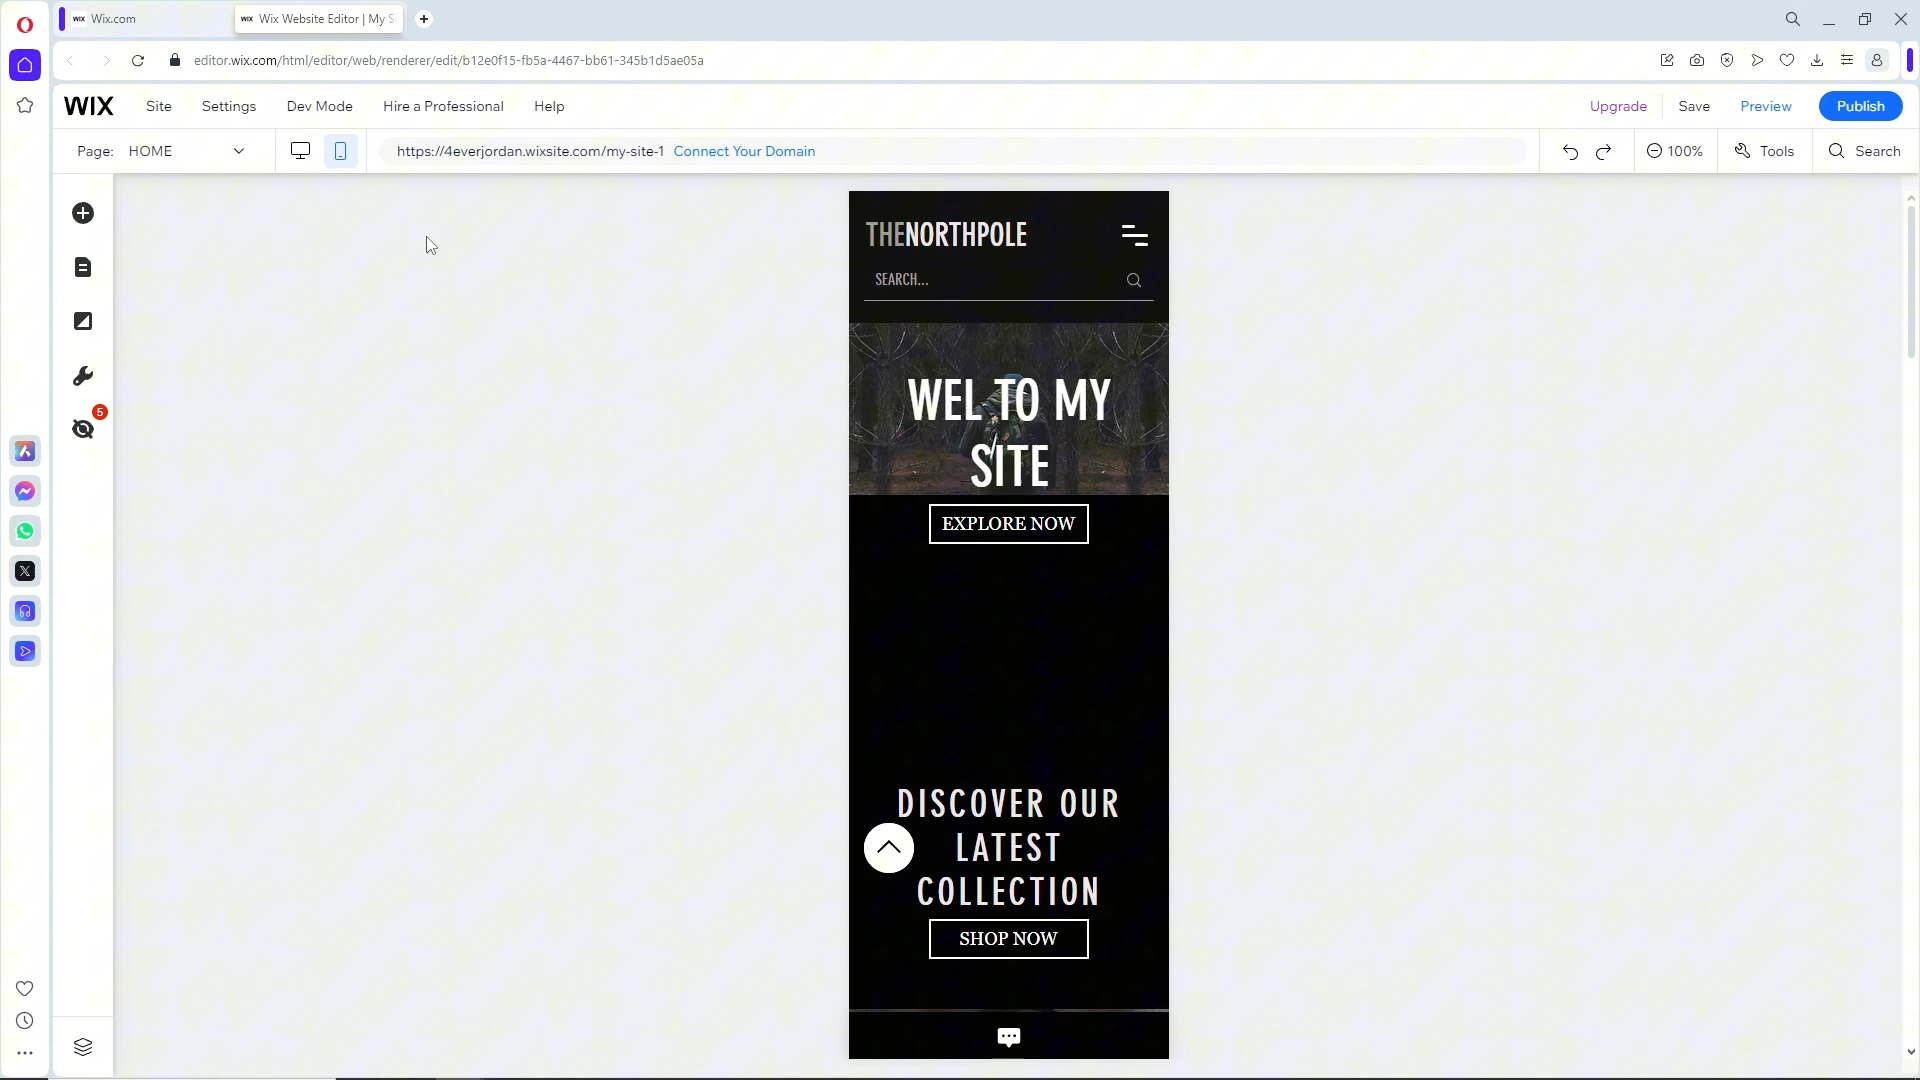 WIX Wix.com
WIX Wix Website Editor | My S
editor.wix.com/html/editor/web/renderer/edit/b12e0f15-fb5a-4467-bb61-345b1d5ae05a
WIX Site Settings Dev Mode Hire a Professional Help Upgrade Save Preview Publish
Page: HOME https://4everjordan.wixsite.com/my-site-1 Connect Your Domain 100% Tools Search
5
THENORTHPOLE
SEARCH...
WEL TO MY
SITE
EXPLORE NOW
DISCOVER OUR
LATEST
COLLECTION
SHOP NOW